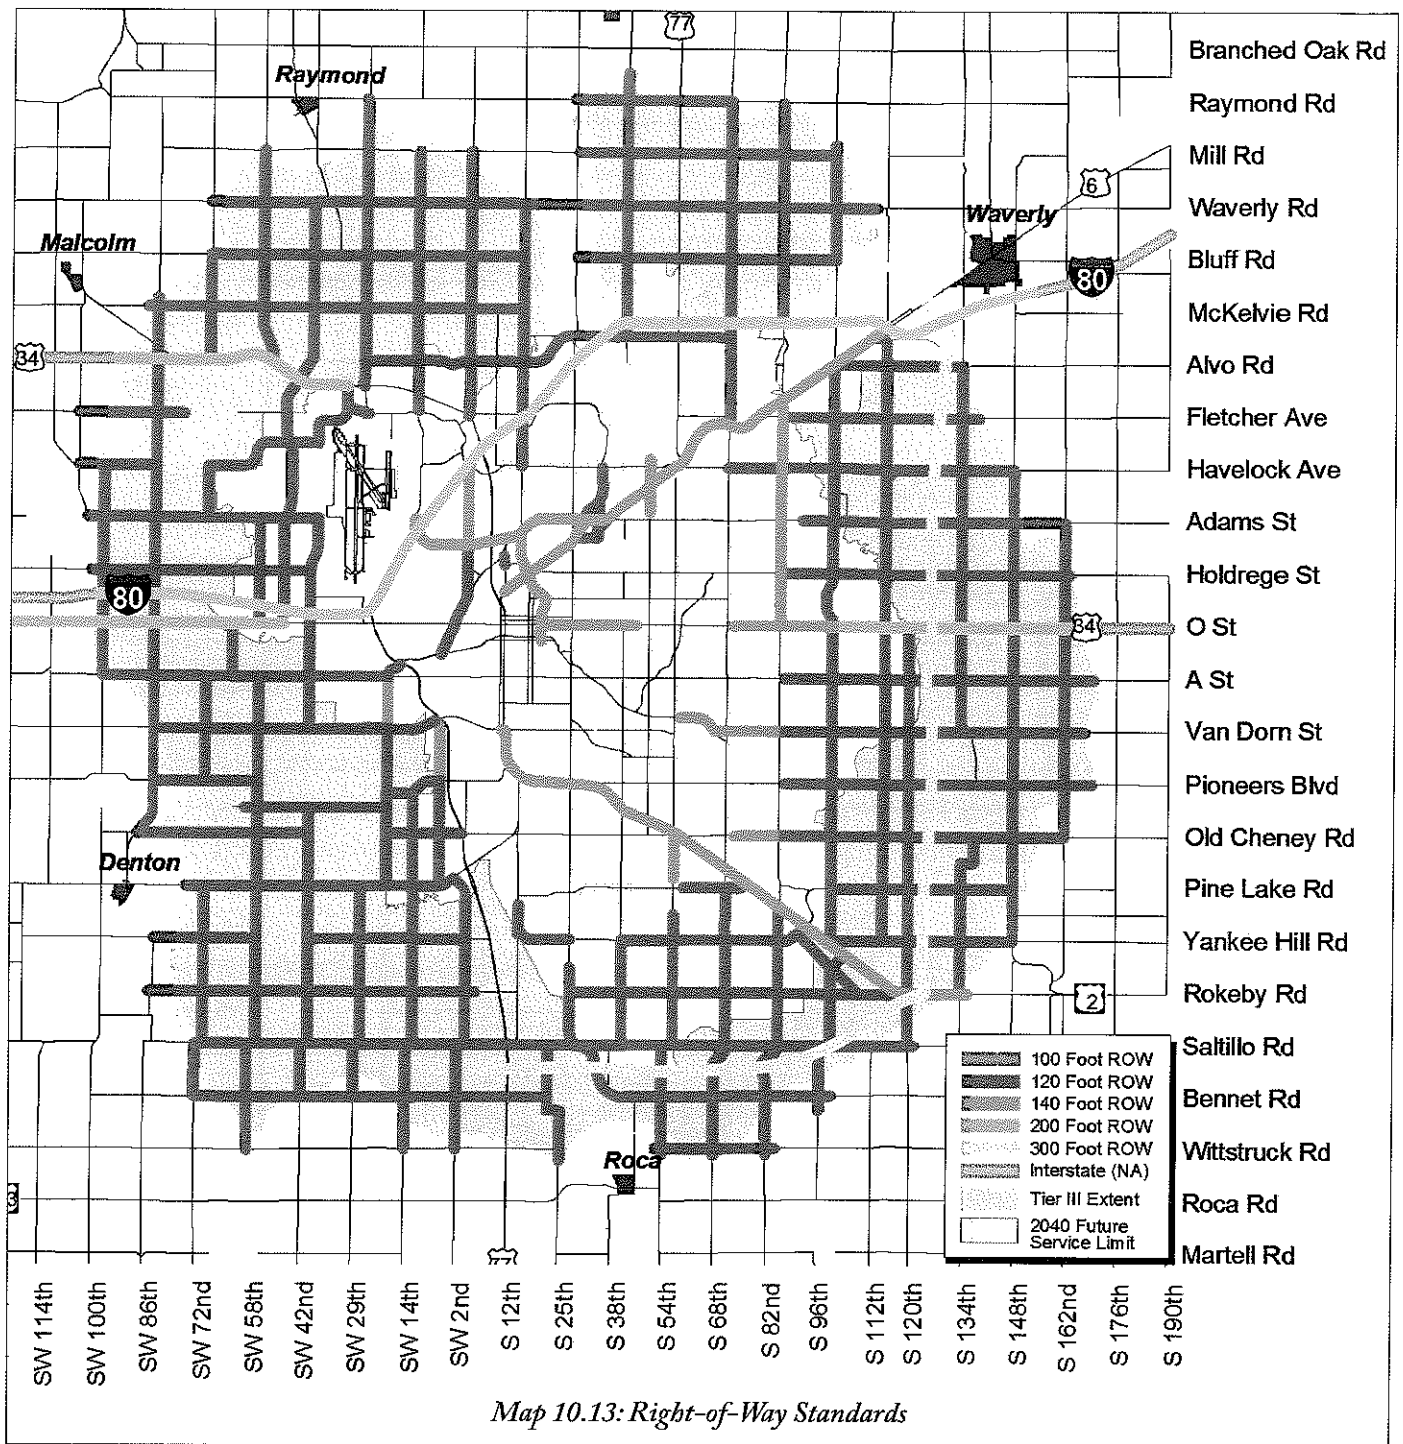 77
Branched Oak Rd
Raymond
Raymond Rd
Mill Rd
6
Waverly
Waverly Rd
Malcolm
Bluff Rd
80
McKelvie Rd
34
Alvo Rd
Fletcher Ave
Havelock Ave
Adams St
Holdrege St
80
34
O St
A St
Van Dorn St
Pioneers Blvd
Old Cheney Rd
Denton
Pine Lake Rd
Yankee Hill Rd
2
Rokeby Rd
Saltillo Rd
100 Foot ROW
120 Foot ROW
140 Foot ROW
200 Foot ROW
300 Foot ROW
Interstate (NA)
Tier III Extent
2040 Future
Service Limit
Bennet Rd
Wittstruck Rd
Roca
Roca Rd
Martell Rd
SW 114th
SW 100th
SW 86th
SW 72nd
SW 58th
SW 42nd
SW 29th
SW 14th
SW 2nd
S 12th
S 25th
S 38th
S 54th
S 68th
S 82nd
S 96th
S 112th
S 120th
S 134th
S 148th
S 162nd
S 176th
S 190th
Map 10.13: Right-of-Way Standards